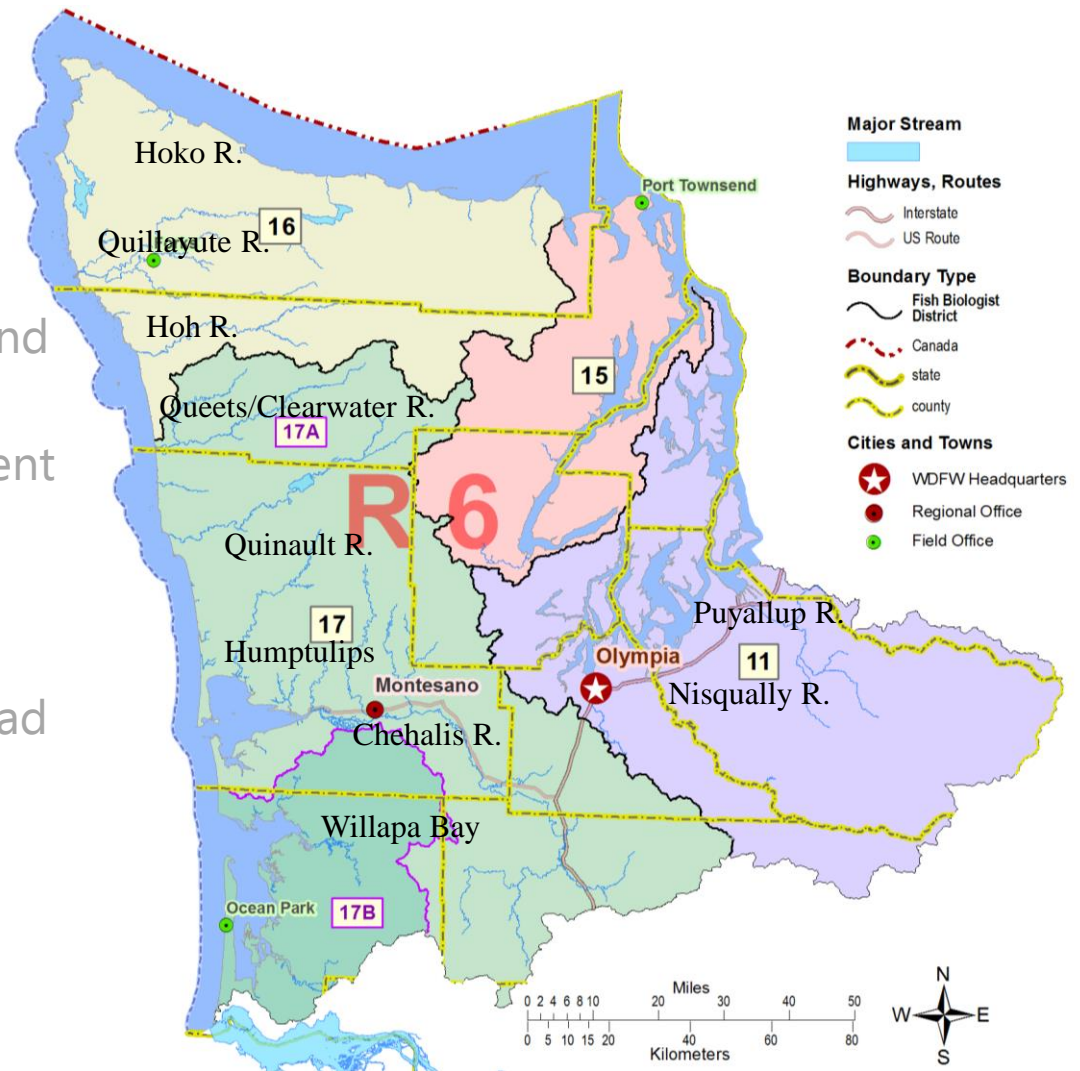 Hoko R.
16
Quillayute R.
Hoh R.
Queets/Clearwater R.
17A
R 6
Quinault R.
17
Humptulips
Montesano
Chehalis R.
Willapa Bay
17B
Ocean Park
Port Townsend
15
Puyallup R.
Olympia
11
Nisqually R.
nd
ent
ad
Major Stream
Highways, Routes
Interstate
US Route
Boundary Type
Fish Biologist
District
Canada
state
county
Cities and Towns
WDFW Headquarters
Regional Office
Field Office
Miles
0 2 4 6 8 10 20 30 40 50
0 5 10 15 20 40 60 80
Kilometers
N
W E
S